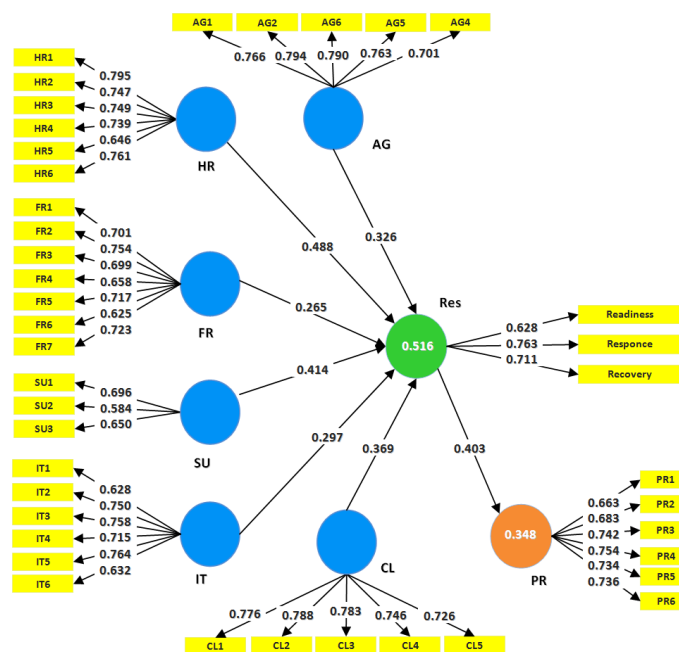 AG1 AG2 AG6 AG5 AG4
0.766 0.794 0.790 0.763 0.701
AG
HR1
HR2
HR3
HR4
HR5
HR6
0.795
0.747
0.749
0.739
0.646
0.761
HR
0.488
0.326
FR1
FR2
FR3
FR4
FR5
FR6
FR7
0.701
0.754
0.699
0.658
0.717
0.625
0.723
FR
0.265
Res
0.516
0.628
0.763
0.711
Readiness
Responce
Recovery
SU1
SU2
SU3
0.696
0.584
0.650
SU
0.414
0.297
0.369
0.403
IT1
IT2
IT3
IT4
IT5
IT6
0.628
0.750
0.758
0.715
0.764
0.632
IT
CL
0.348
PR
0.663
0.683
0.742
0.754
0.734
0.736
PR1
PR2
PR3
PR4
PR5
PR6
0.776 0.788 0.783 0.746 0.726
CL1 CL2 CL3 CL4 CL5